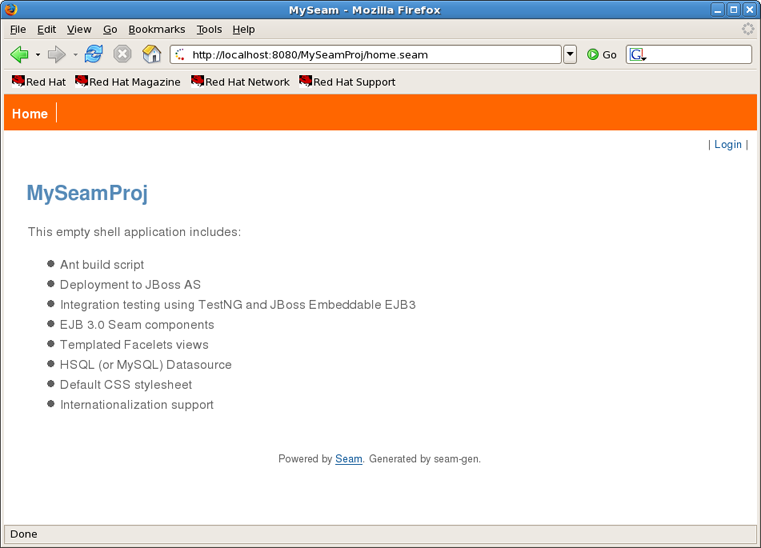 MySeam - Mozilla Firefox
File Edit View Go Bookmarks Tools Help
http://localhost:8080/MySeamProj/home.seam Go G
Red Hat Red Hat Magazine Red Hat Network Red Hat Support
Home
| Login |
MySeamProj
This empty shell application includes:
Ant build script
Deployment to JBoss AS
Integration testing using TestNG and JBoss Embeddable EJB3
EJB 3.0 Seam components
Templated Facelets views
HSQL (or MySQL) Datasource
Default CSS stylesheet
Internationalization support
Powered by Seam. Generated by seam-gen.
Done